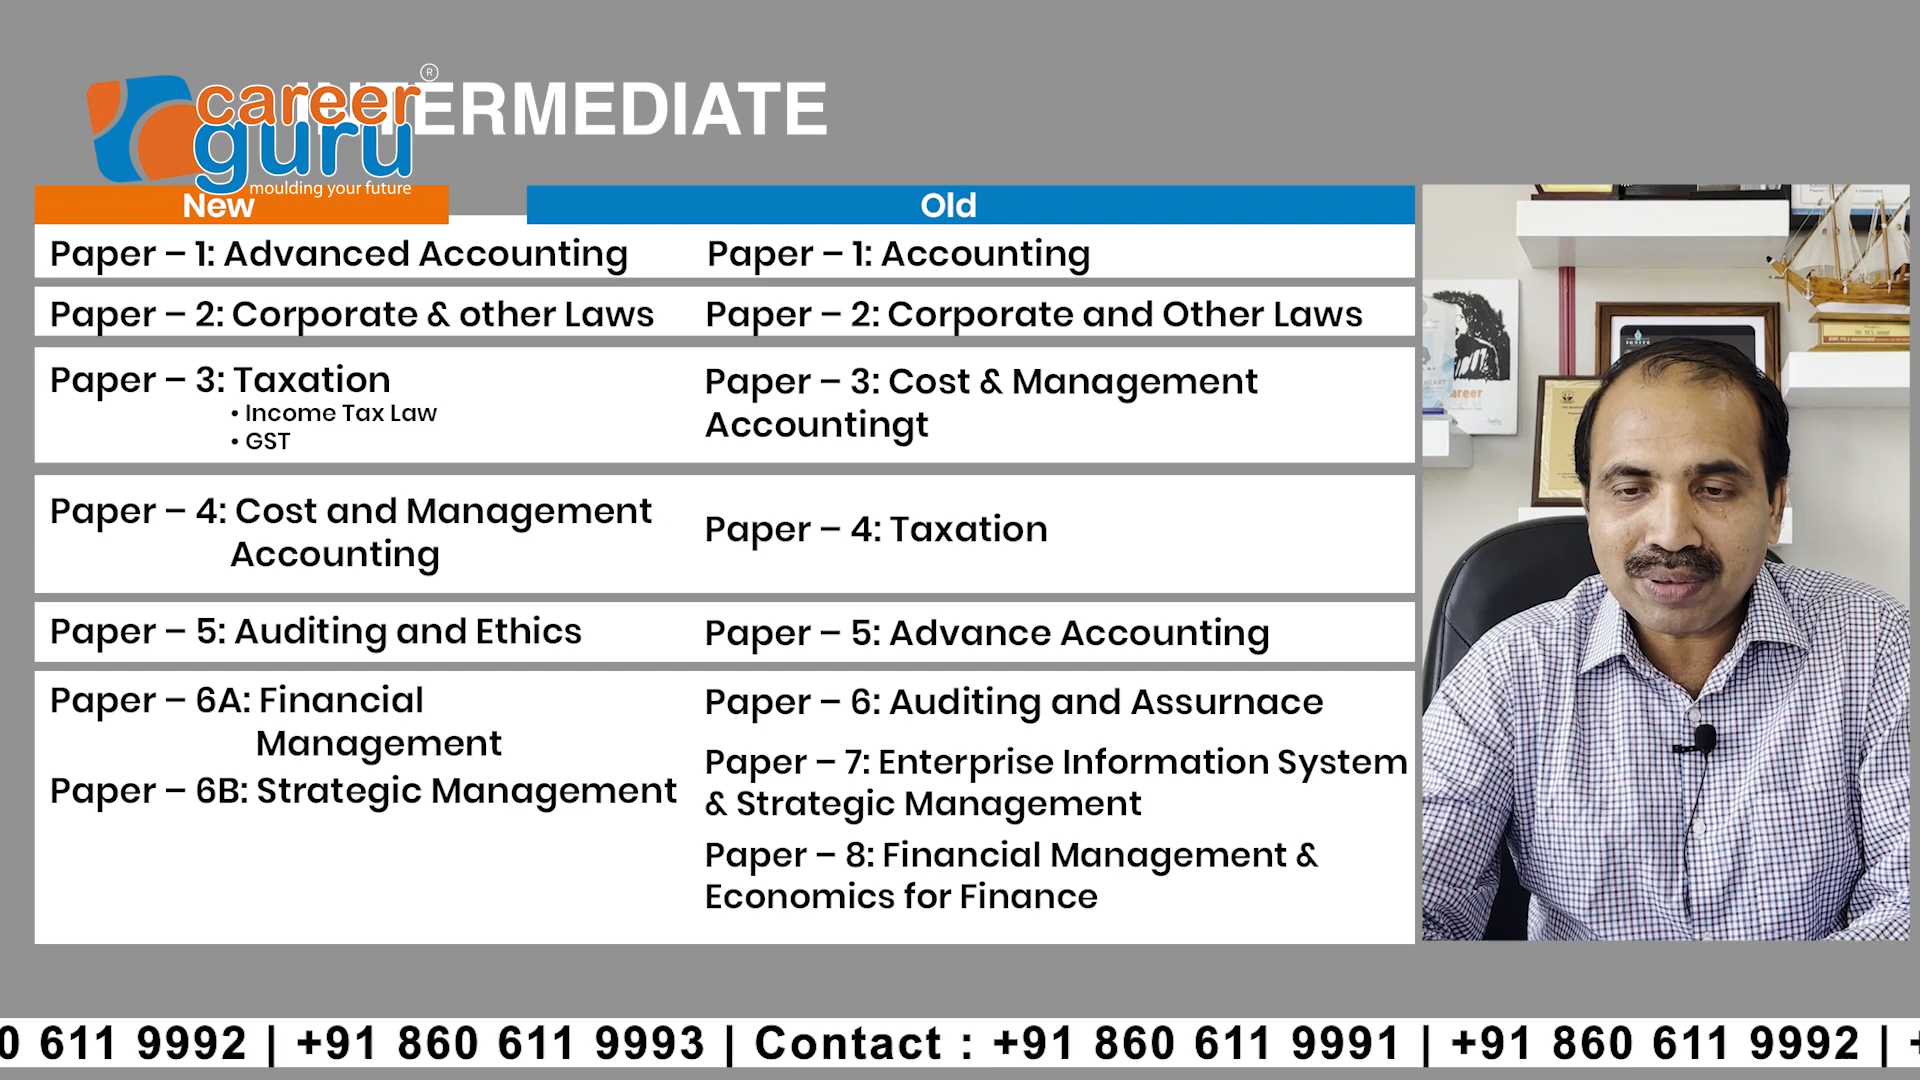 career
guru
®
moulding your future
INTERMEDIATE
New
Old
Paper – 1: Advanced Accounting
Paper – 1: Accounting
Paper – 2: Corporate & other Laws
Paper – 2: Corporate and Other Laws
Paper – 3: Taxation
• Income Tax Law
• GST
Paper – 3: Cost & Management
Accountingt
Paper – 4: Cost and Management
Accounting
Paper – 4: Taxation
Paper – 5: Auditing and Ethics
Paper – 5: Advance Accounting
Paper – 6A: Financial
Management
Paper – 6B: Strategic Management
Paper – 6: Auditing and Assurnace
Paper – 7: Enterprise Information System
& Strategic Management
Paper – 8: Financial Management &
Economics for Finance
IGNITE
0 611 9992 | +91 860 611 9993 | Contact : +91 860 611 9991 | +91 860 611 9992 | +